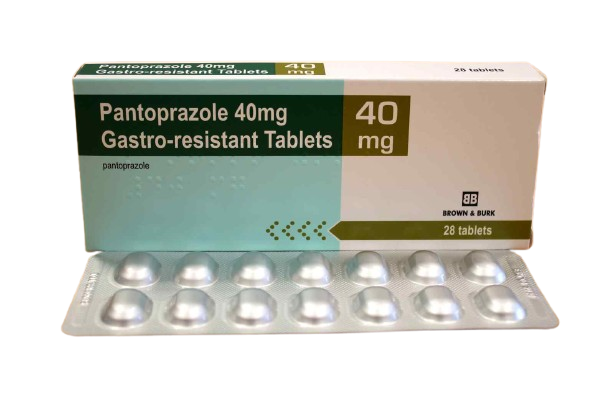 Pantoprazole 40mg
Gastro-resistant Tablets
40
mg
28 tablets
Pantoprazole 40mg
Gastro-resistant Tablets
40
mg
pantoprazole
BB
BROWN & BURK
28 tablets